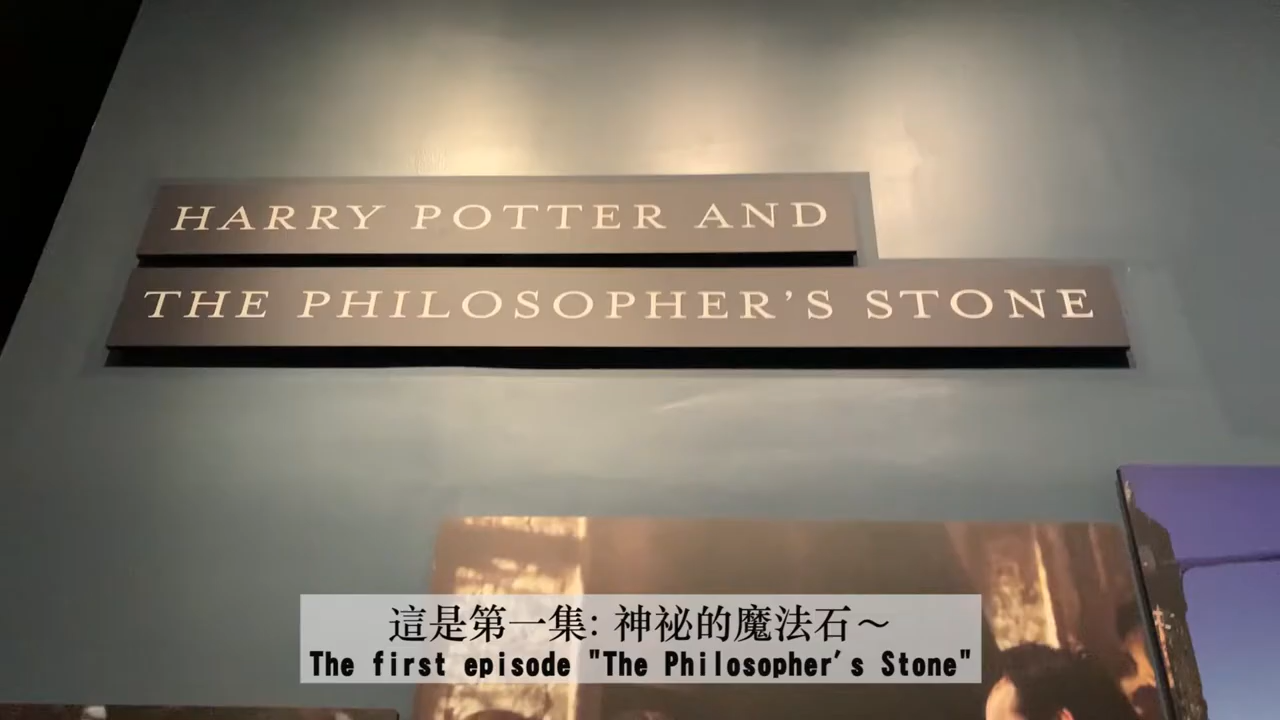 HARRY POTTER AND
THE PHILOSOPHER'S STONE
這是第一集: 神祕的魔法石～
The first episode "The Philosopher's Stone"